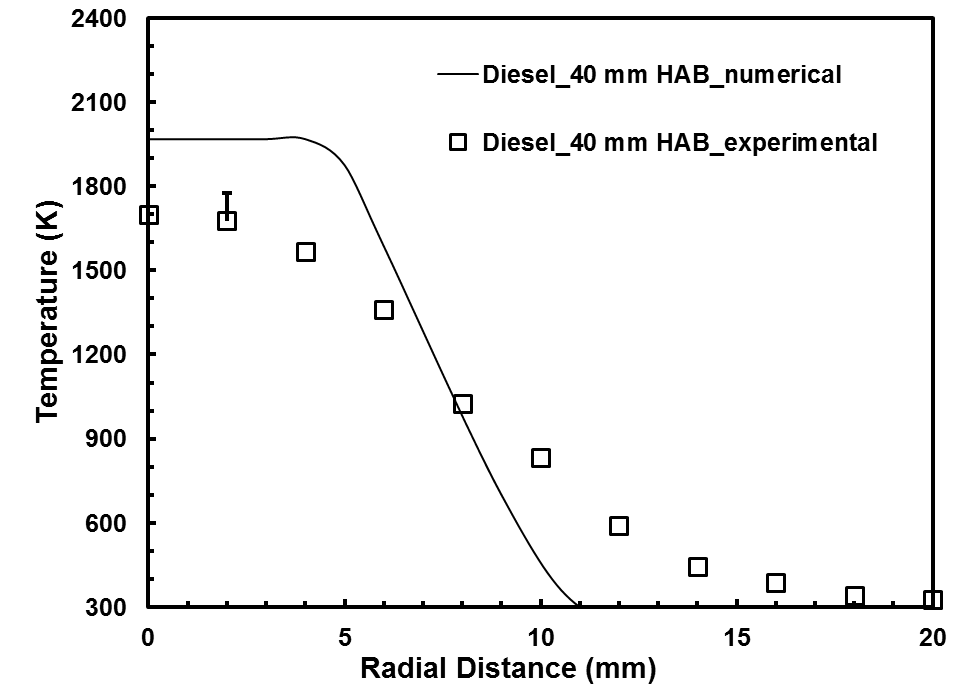 2400
2100
1800
1500
1200
900
600
300
Temperature (K)
Diesel_40 mm HAB_numerical
Diesel_40 mm HAB_experimental
0 5 10 15 20
Radial Distance (mm)